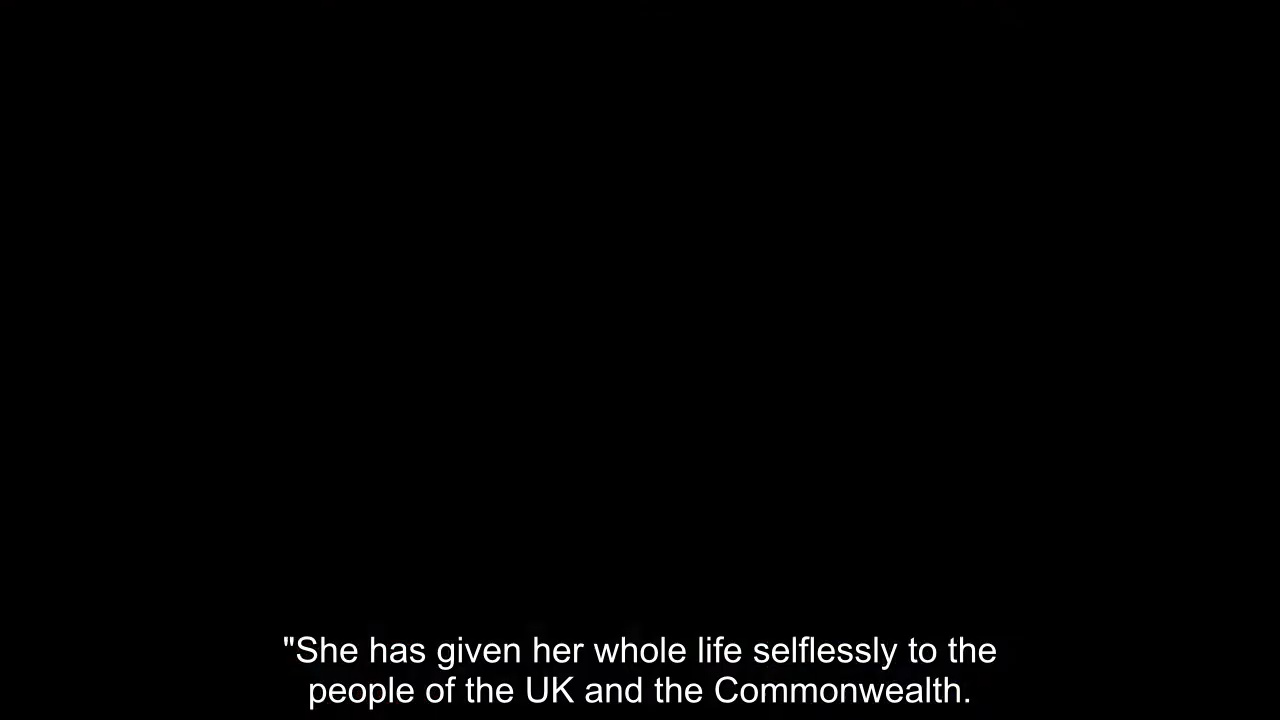 "She has given her whole life selflessly to the
people of the UK and the Commonwealth.